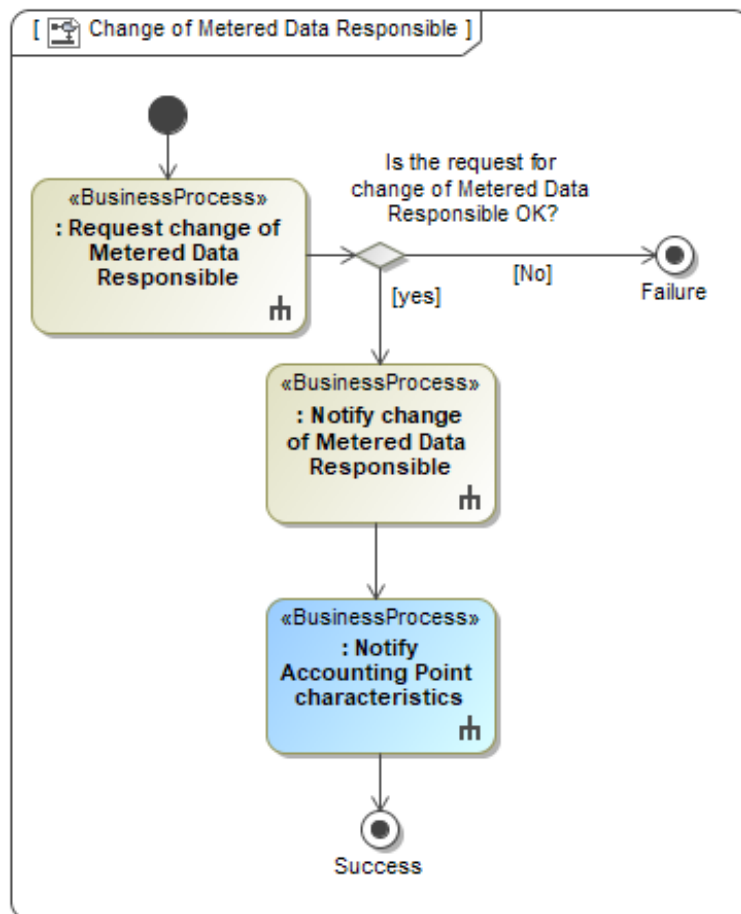 [ Change of Metered Data Responsible ]
Is the request for
change of Metered Data
Responsible OK?
«BusinessProcess»
: Request change of
Metered Data
Responsible
[No]
Failure
[yes]
«BusinessProcess»
: Notify change
of Metered Data
Responsible
«BusinessProcess»
: Notify
Accounting Point
characteristics
Success